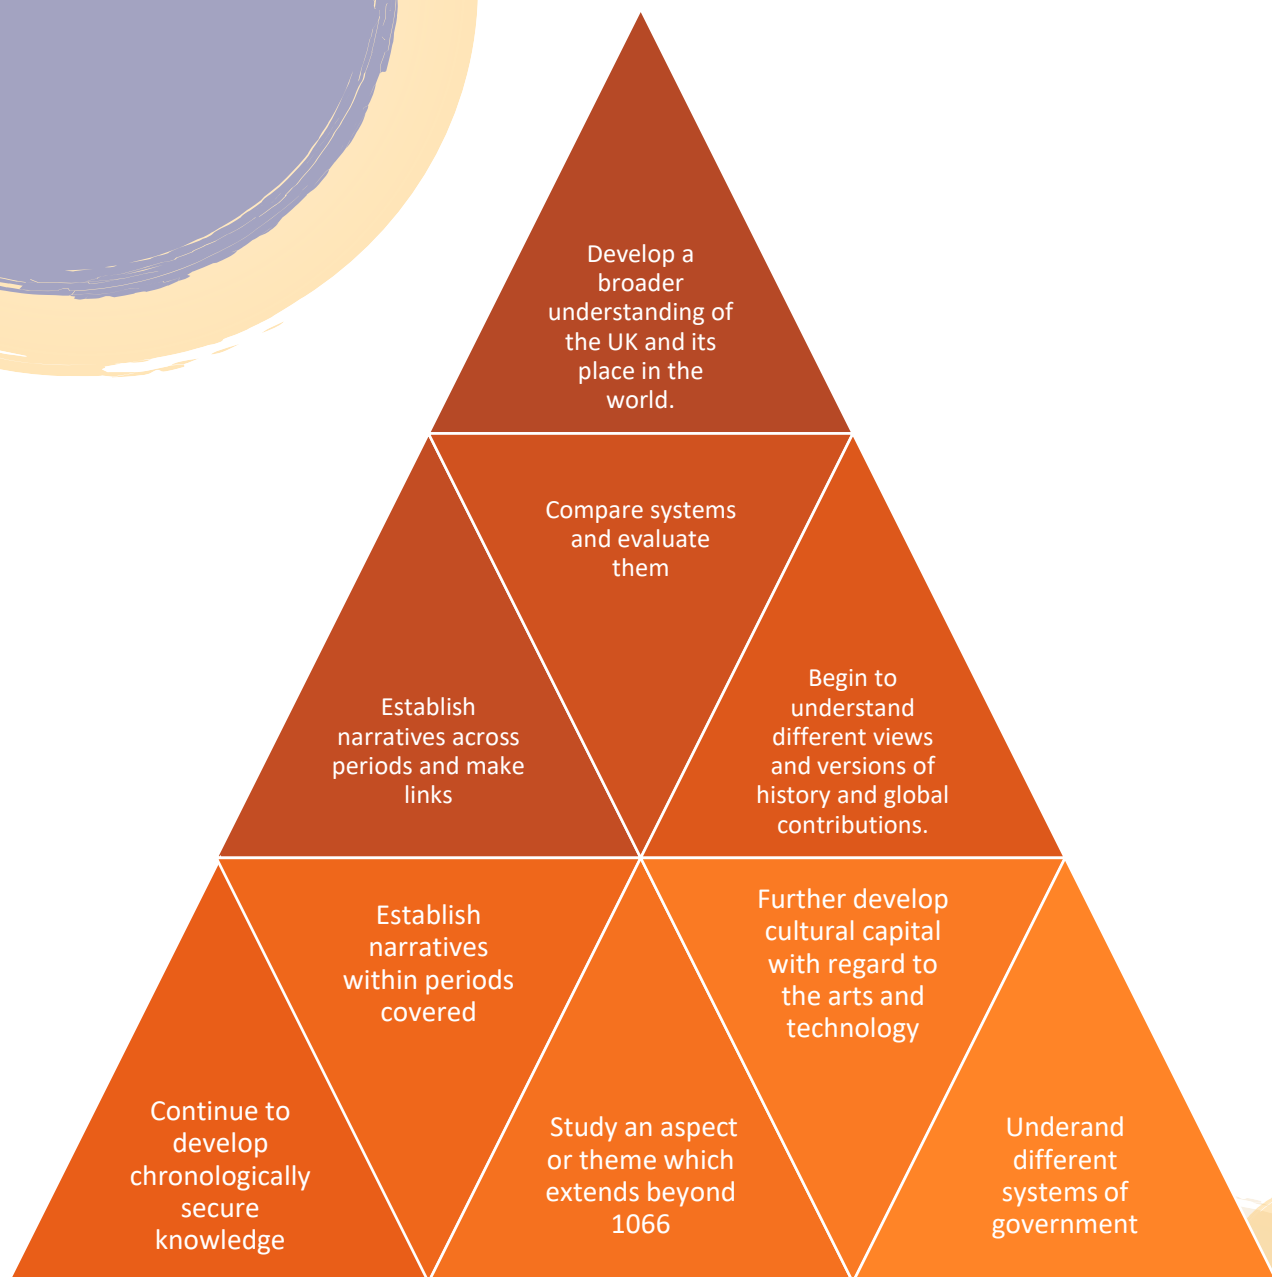 Develop a
broader
understanding of
the UK and its
place in the
world.
Compare systems
and evaluate
them
Establish
narratives across
periods and make
links
Begin to
understand
different views
and versions of
history and global
contributions.
Establish
narratives
within periods
covered
Further develop
cultural capital
with regard to
the arts and
technology
Continue to
develop
chronologically
secure
knowledge
Study an aspect
or theme which
extends beyond
1066
Underand
different
systems of
government